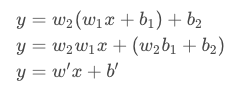 y = w₂(w₁x + b₁) + b₂
y = w₂w₁x + (w₂b₁ + b₂)
y = w′x + b′